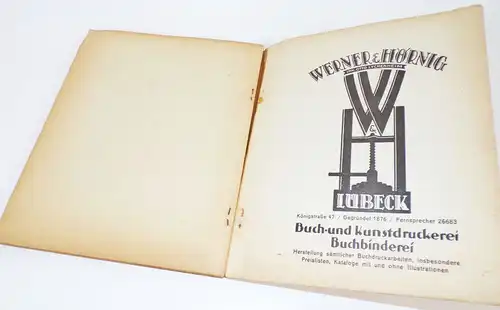 WERNER & HÖRNIG
W
H
LÜBECK
Königstraße 47 / Gegründet 1876 / Fernsprecher 26683
Buch-und Kunstdruckerei
Buchbinderei
Herstellung sämtlicher Buchdruckarbeiten, insbesondere
Preislisten, Kataloge mit und ohne Illustrationen